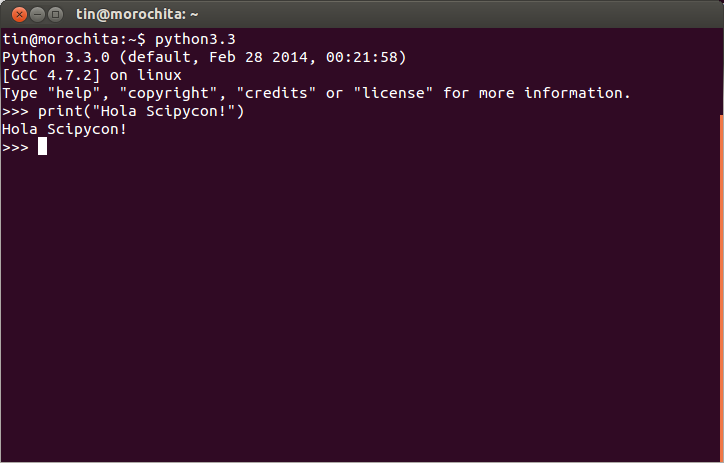 tin@morochita: ~
tin@morochita:~$ python3.3
Python 3.3.0 (default, Feb 28 2014, 00:21:58)
[GCC 4.7.2] on linux
Type "help", "copyright", "credits" or "license" for more information.
>>> print("Hola Scipycon!")
Hola Scipycon!
>>>